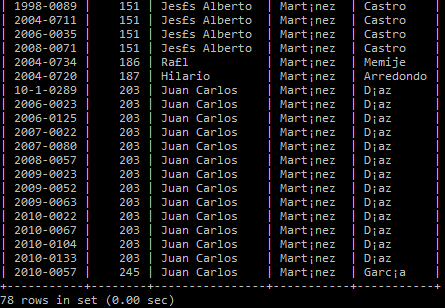 | 1998-0089 | 151 | Jes£s Alberto | Mart¡nez | Castro |
| 2004-0711 | 151 | Jes£s Alberto | Mart¡nez | Castro |
| 2006-0035 | 151 | Jes£s Alberto | Mart¡nez | Castro |
| 2008-0071 | 151 | Jes£s Alberto | Mart¡nez | Castro |
| 2004-0734 | 186 | Ra£l | Mart¡nez | Memije |
| 2004-0720 | 187 | Hilario | Mart¡nez | Arredondo |
| 10-1-0289 | 203 | Juan Carlos | Mart¡nez | D¡az |
| 2006-0023 | 203 | Juan Carlos | Mart¡nez | D¡az |
| 2006-0125 | 203 | Juan Carlos | Mart¡nez | D¡az |
| 2007-0022 | 203 | Juan Carlos | Mart¡nez | D¡az |
| 2007-0080 | 203 | Juan Carlos | Mart¡nez | D¡az |
| 2008-0057 | 203 | Juan Carlos | Mart¡nez | D¡az |
| 2009-0023 | 203 | Juan Carlos | Mart¡nez | D¡az |
| 2009-0052 | 203 | Juan Carlos | Mart¡nez | D¡az |
| 2009-0063 | 203 | Juan Carlos | Mart¡nez | D¡az |
| 2010-0022 | 203 | Juan Carlos | Mart¡nez | D¡az |
| 2010-0067 | 203 | Juan Carlos | Mart¡nez | D¡az |
| 2010-0104 | 203 | Juan Carlos | Mart¡nez | D¡az |
| 2010-0133 | 203 | Juan Carlos | Mart¡nez | D¡az |
| 2010-0057 | 245 | Juan Carlos | Mart¡nez | Garc¡a |
78 rows in set (0.00 sec)